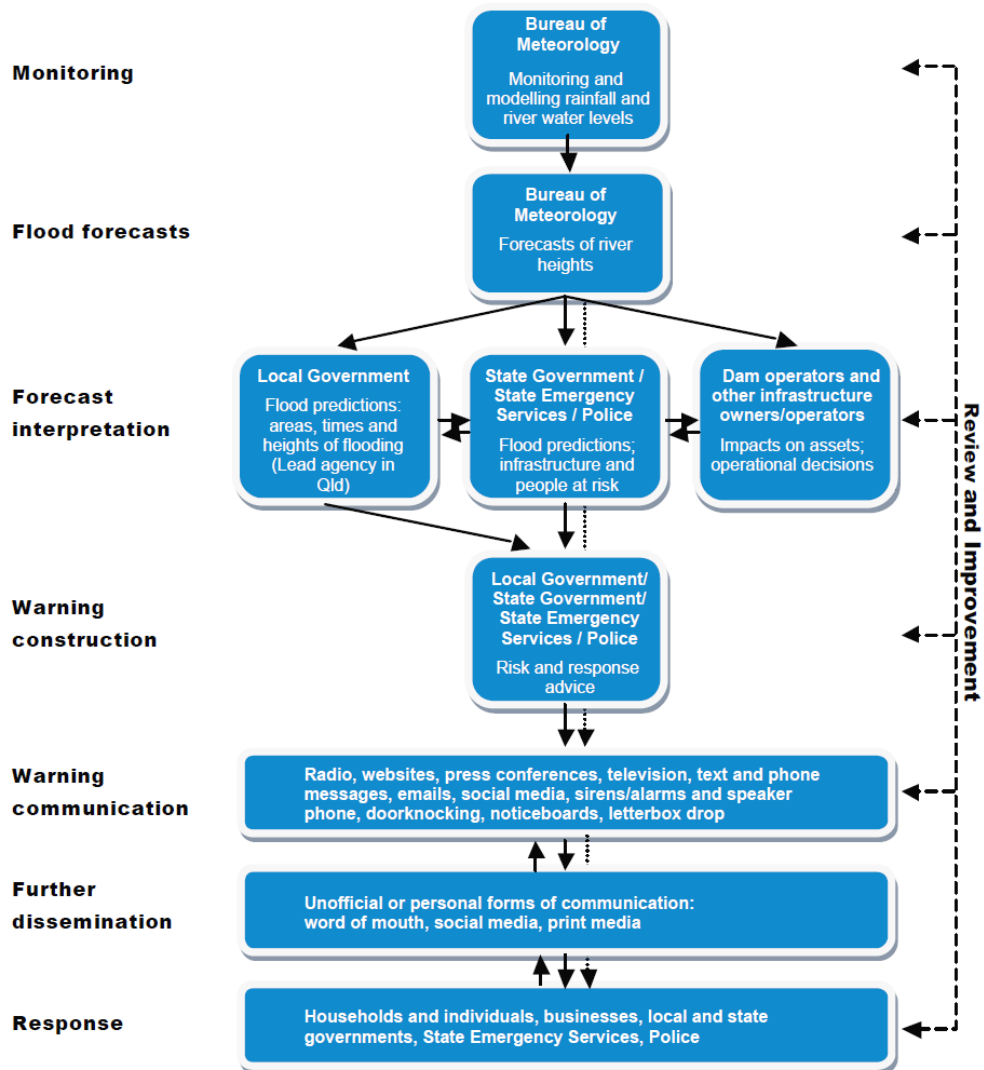 Monitoring
Bureau of
Meteorology
Monitoring and
modelling rainfall and
river water levels
Flood forecasts
Bureau of
Meteorology
Forecasts of river
heights
Forecast
interpretation
Local Government
Flood predictions:
areas, times and
heights of flooding
(Lead agency in
Qld)
State Government /
State Emergency
Services / Police
Flood predictions;
infrastructure and
people at risk
Dam operators and
other infrastructure
owners/operators
Impacts on assets;
operational decisions
Warning
construction
Local Government/
State Government/
State Emergency
Services / Police
Risk and response
advice
Warning
communication
Radio, websites, press conferences, television, text and phone
messages, emails, social media, sirens/alarms and speaker
phone, doorknocking, noticeboards, letterbox drop
Further
dissemination
Unofficial or personal forms of communication:
word of mouth, social media, print media
Response
Households and individuals, businesses, local and state
governments, State Emergency Services, Police
Review and Improvement